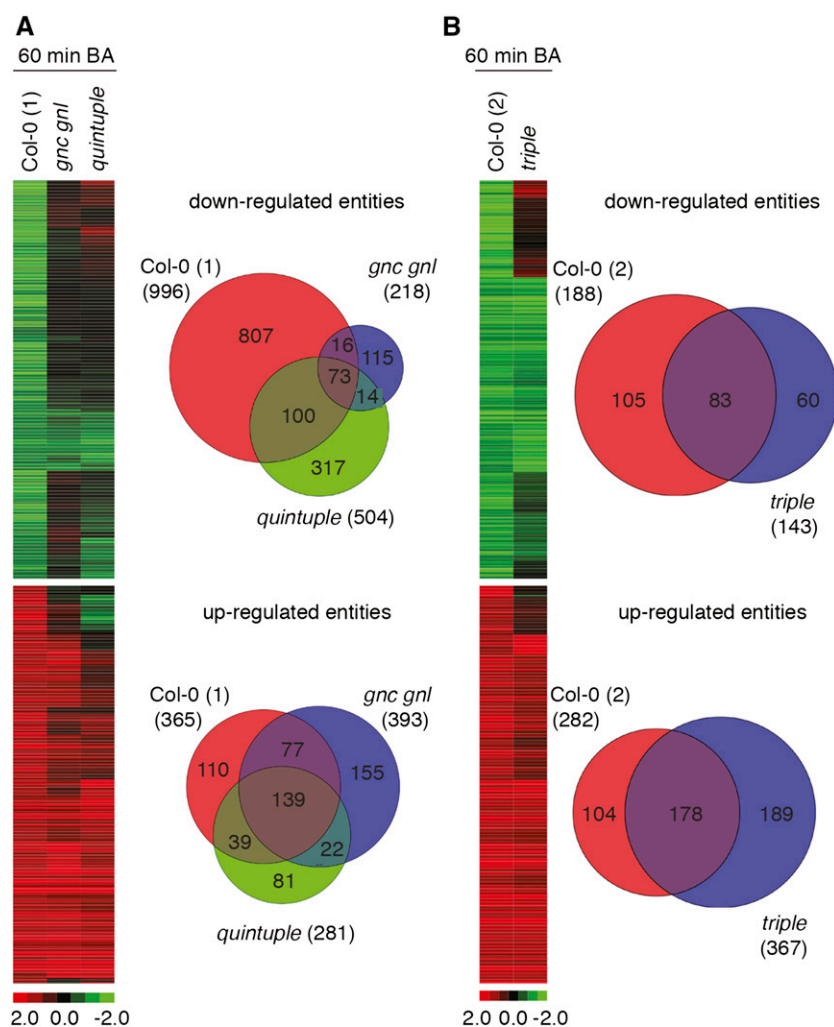 A
60 min BA
Col-0 (1)
gnc gnl
quintuple
down-regulated entities
Col-0 (1)
(996)
gnc gnl
(218)
807
16
115
73
14
100
317
quintuple (504)
up-regulated entities
Col-0 (1)
(365)
gnc gnl
(393)
77
110
155
139
39
22
81
quintuple (281)
2.0 0.0 -2.0
B
60 min BA
Col-0 (2)
triple
down-regulated entities
Col-0 (2)
(188)
105
83
60
triple
(143)
up-regulated entities
Col-0 (2)
(282)
104
178
189
triple
(367)
2.0 0.0 -2.0